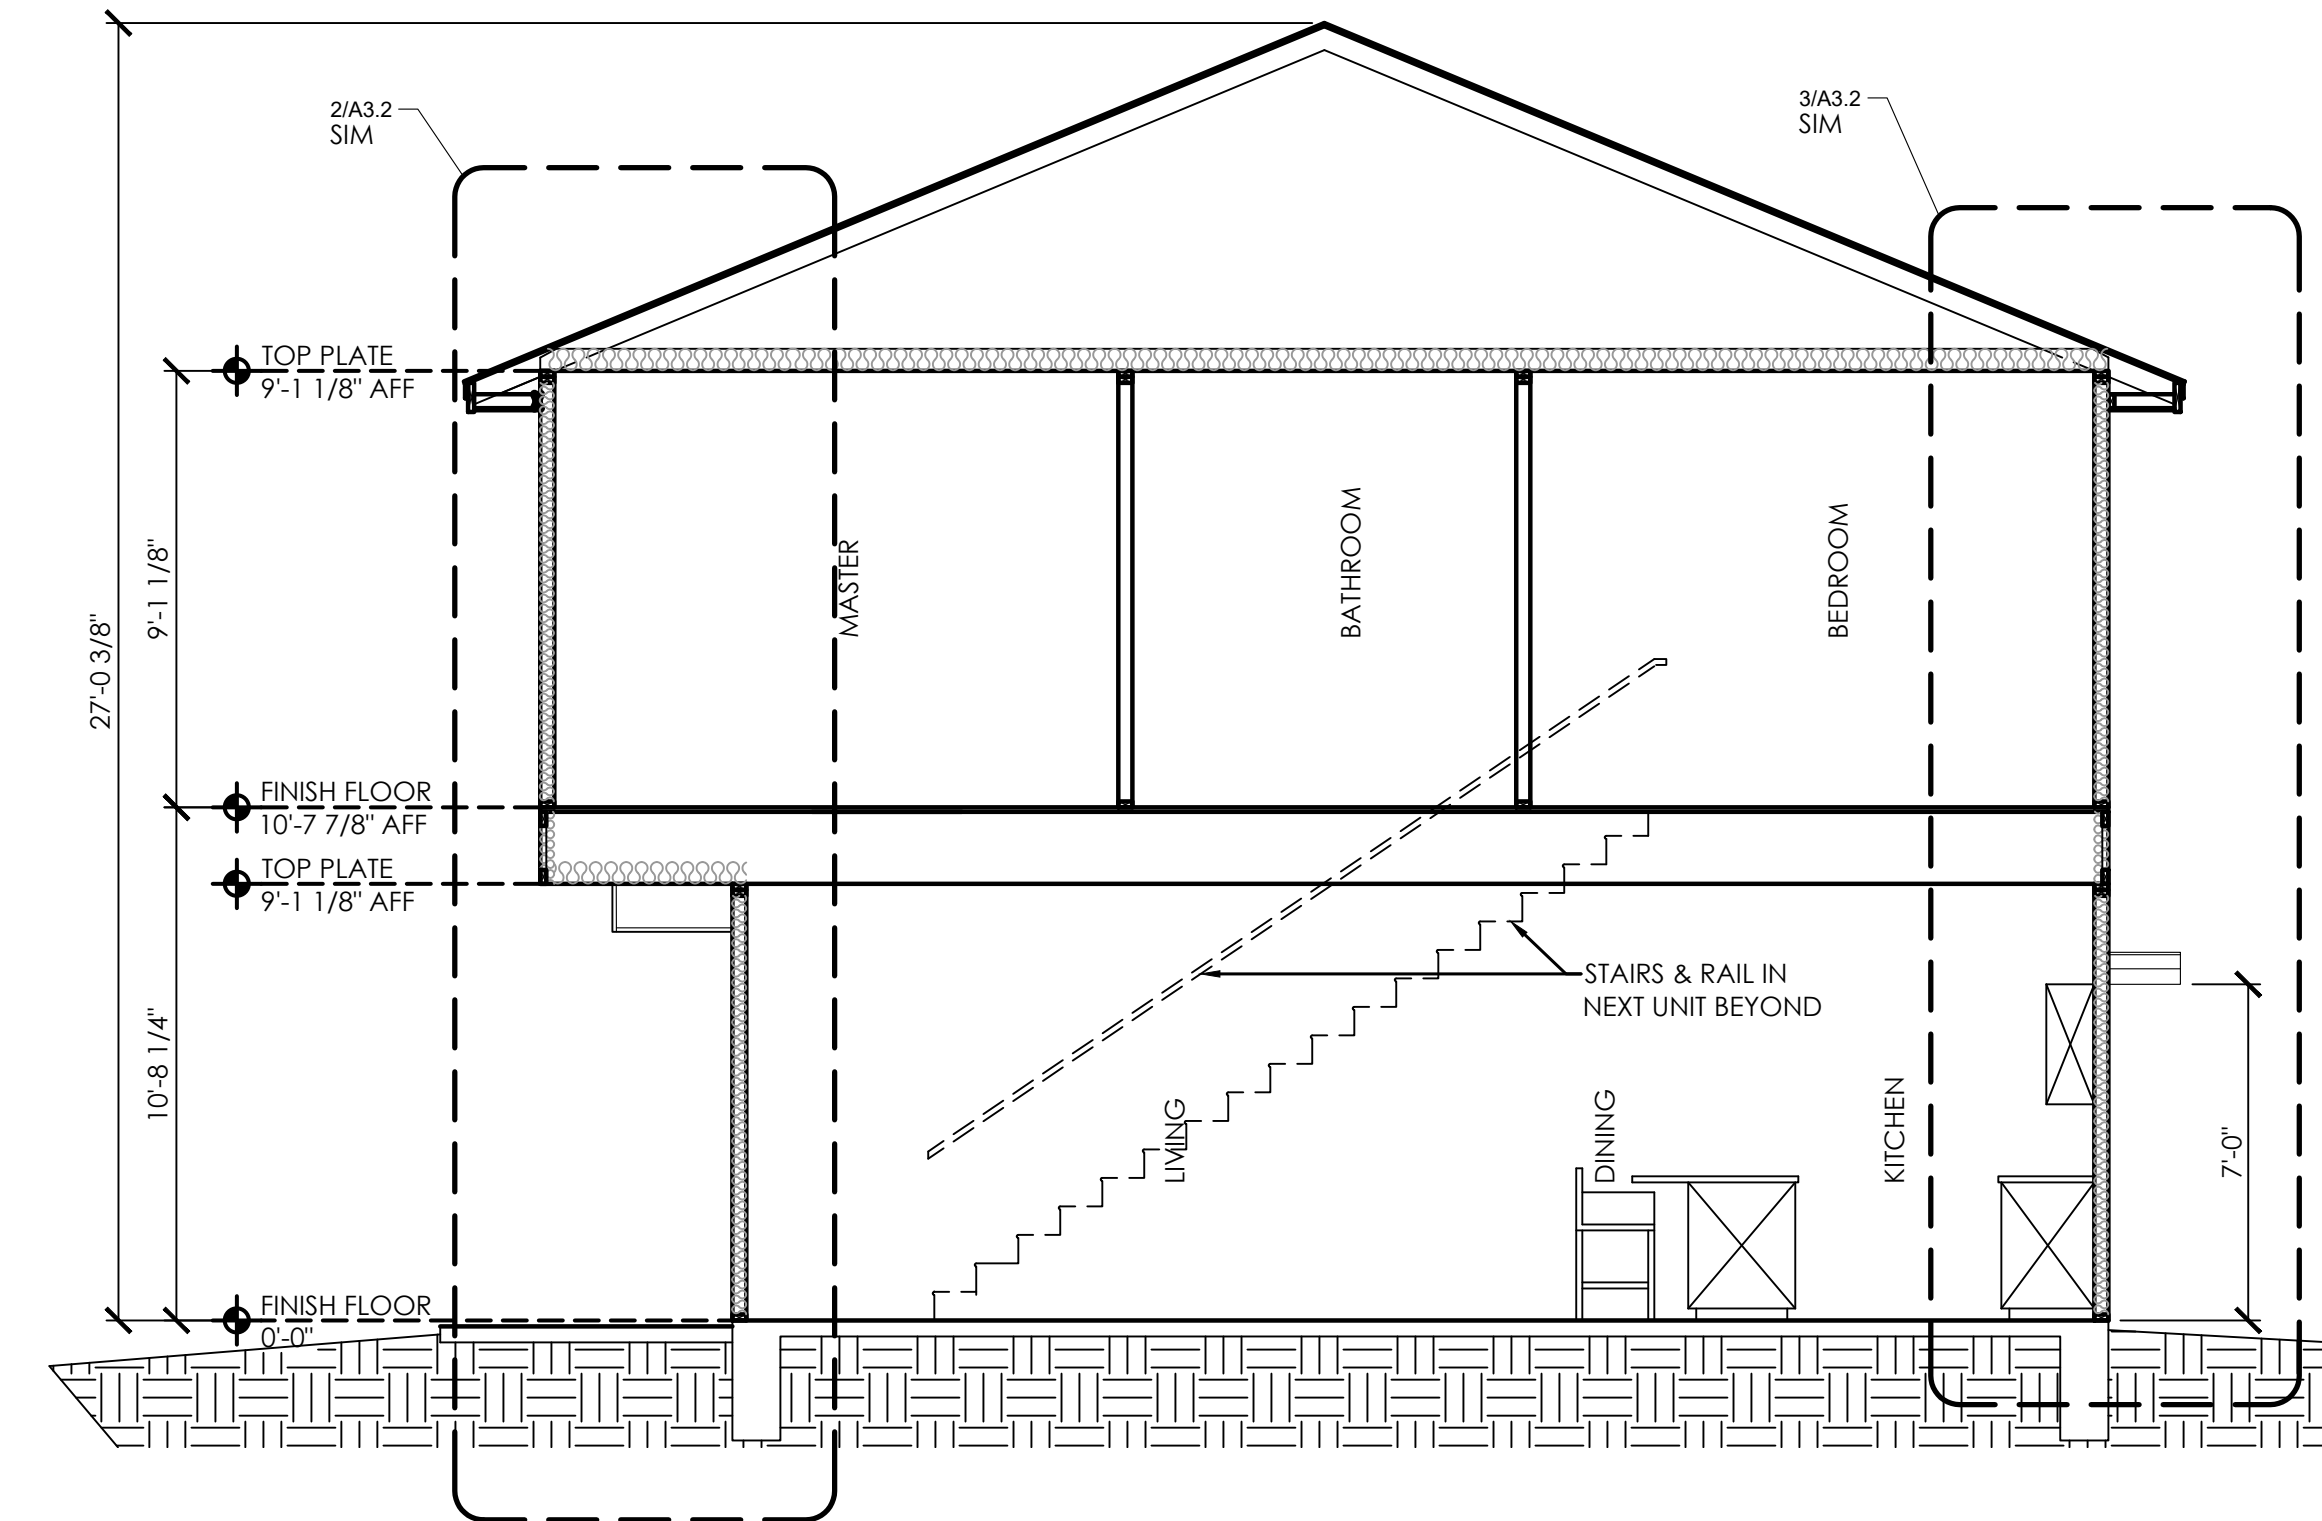 2/A3.2
SIM
3/A3.2
SIM
TOP PLATE
9'-1 1/8" AFF
27'-0 3/8"
9'-1 1/8"
MASTER
BATHROOM
BEDROOM
FINISH FLOOR
10'-7 7/8" AFF
TOP PLATE
9'-1 1/8" AFF
STAIRS & RAIL IN
NEXT UNIT BEYOND
10'-8 1/4"
LIVING
DINING
KITCHEN
7'-0"
FINISH FLOOR
0'-0"